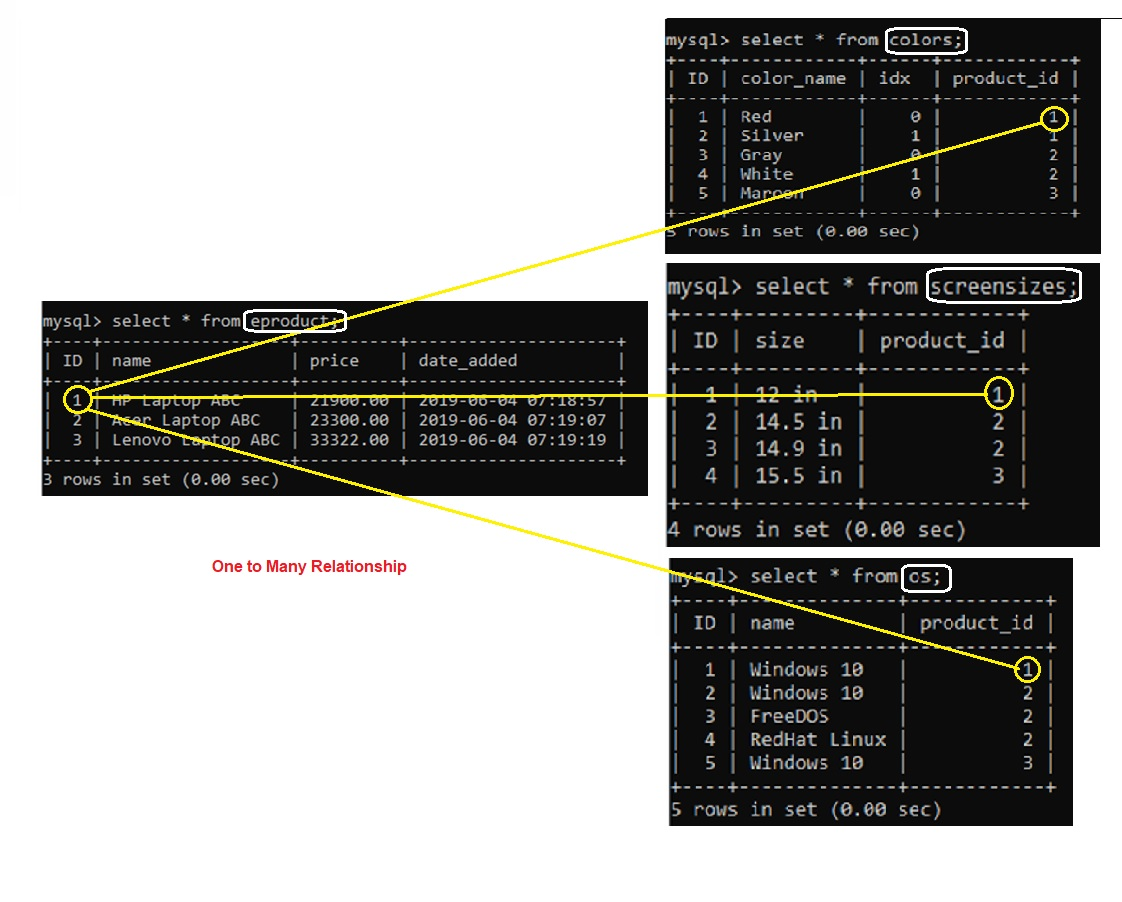 mysql> select * from colors;
+----+------------+------+------------+
| ID | color_name | idx | product_id |
+----+------------+------+------------+
| 1 | Red | 0 | 1 |
| 2 | Silver | 1 | 1 |
| 3 | Gray | 0 | 2 |
| 4 | White | 1 | 2 |
| 5 | Maroon | 0 | 3 |
+----+------------+------+------------+
5 rows in set (0.00 sec)
mysql> select * from screensizes;
+----+---------+------------+
| ID | size | product_id |
+----+---------+------------+
| 1 | 12 in | 1 |
| 2 | 14.5 in | 2 |
| 3 | 14.9 in | 2 |
| 4 | 15.5 in | 3 |
+----+---------+------------+
4 rows in set (0.00 sec)
mysql> select * from eproduct;
+----+-------------------+----------+---------------------+
| ID | name | price | date_added |
+----+-------------------+----------+---------------------+
| 1 | HP Laptop ABC | 21900.00 | 2019-06-04 07:18:57 |
| 2 | Acer Laptop ABC | 23300.00 | 2019-06-04 07:19:07 |
| 3 | Lenovo Laptop ABC | 33322.00 | 2019-06-04 07:19:19 |
+----+-------------------+----------+---------------------+
3 rows in set (0.00 sec)
One to Many Relationship
mysql> select * from os;
+----+--------------+------------+
| ID | name | product_id |
+----+--------------+------------+
| 1 | Windows 10 | 1 |
| 2 | Windows 10 | 2 |
| 3 | FreeDOS | 2 |
| 4 | RedHat Linux | 2 |
| 5 | Windows 10 | 3 |
+----+--------------+------------+
5 rows in set (0.00 sec)